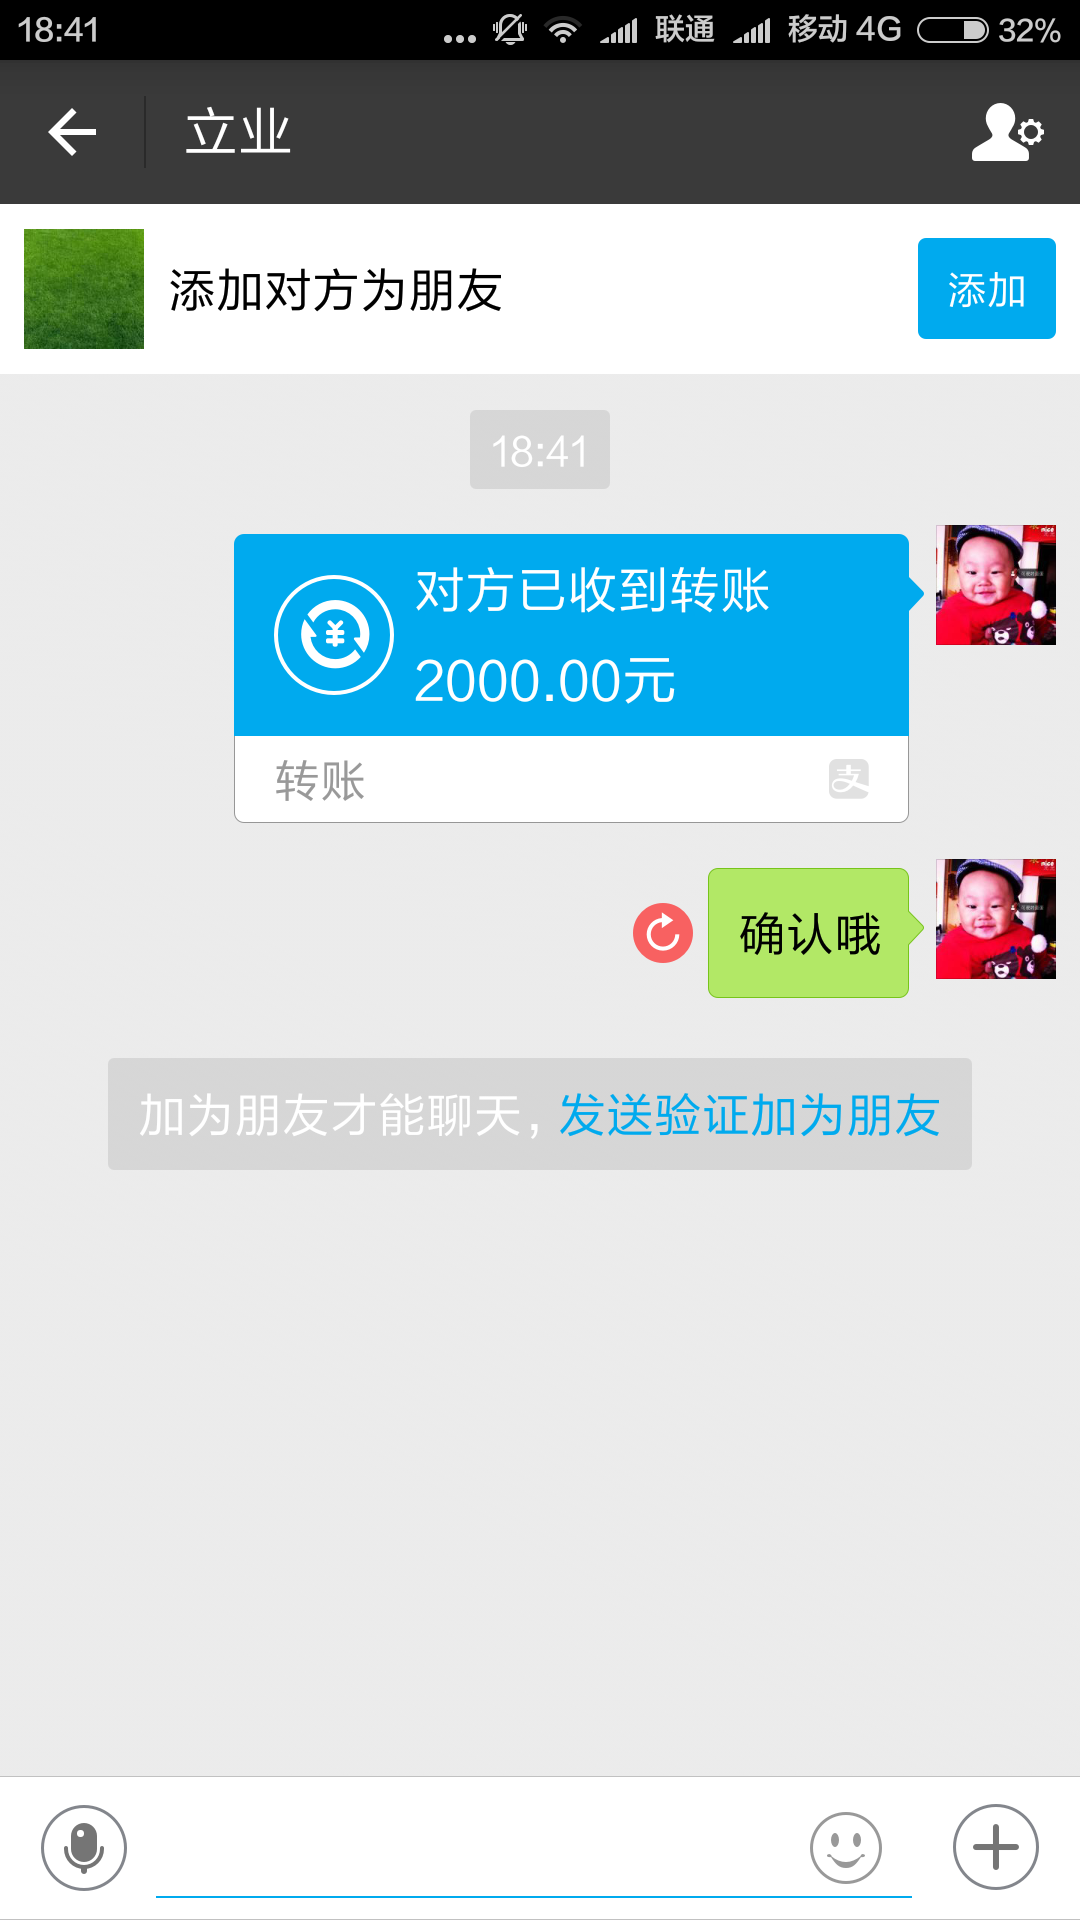 18:41 ... 联通 移动 4G 32%
立业
添加对方为朋友 添加
18:41
对方已收到转账
2000.00元
转账 支
确认哦
加为朋友才能聊天，发送验证加为朋友